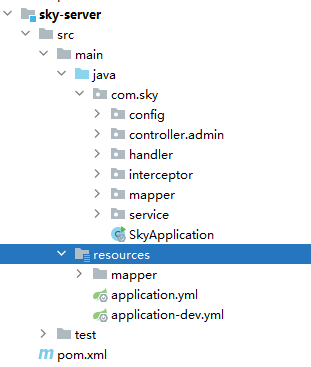 sky-server
src
main
java
com.sky
config
controller.admin
handler
interceptor
mapper
service
SkyApplication
resources
mapper
application.yml
application-dev.yml
test
pom.xml